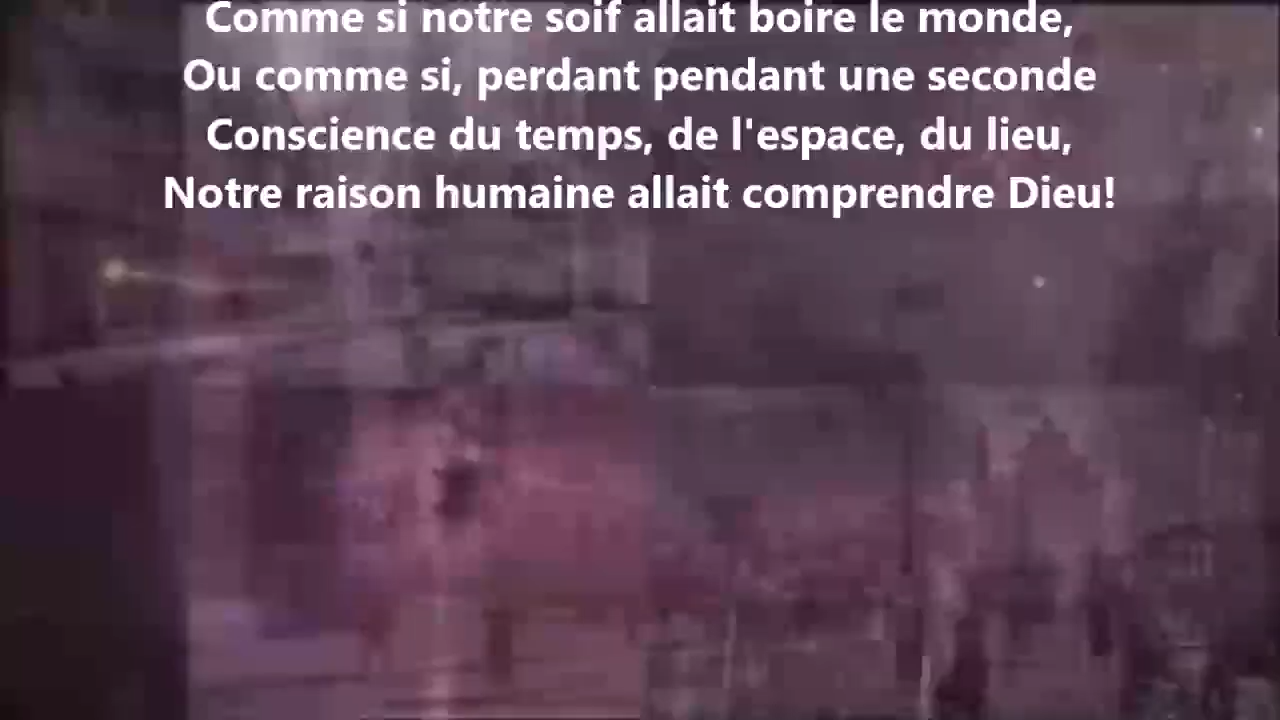 Comme si notre soif allait boire le monde,
Ou comme si, perdant pendant une seconde
Conscience du temps, de l'espace, du lieu,
Notre raison humaine allait comprendre Dieu!